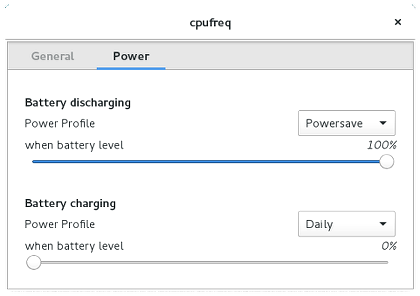 cpufreq
General Power
Battery discharging
Power Profile Powersave
when battery level 100%
Battery charging
Power Profile Daily
when battery level 0%